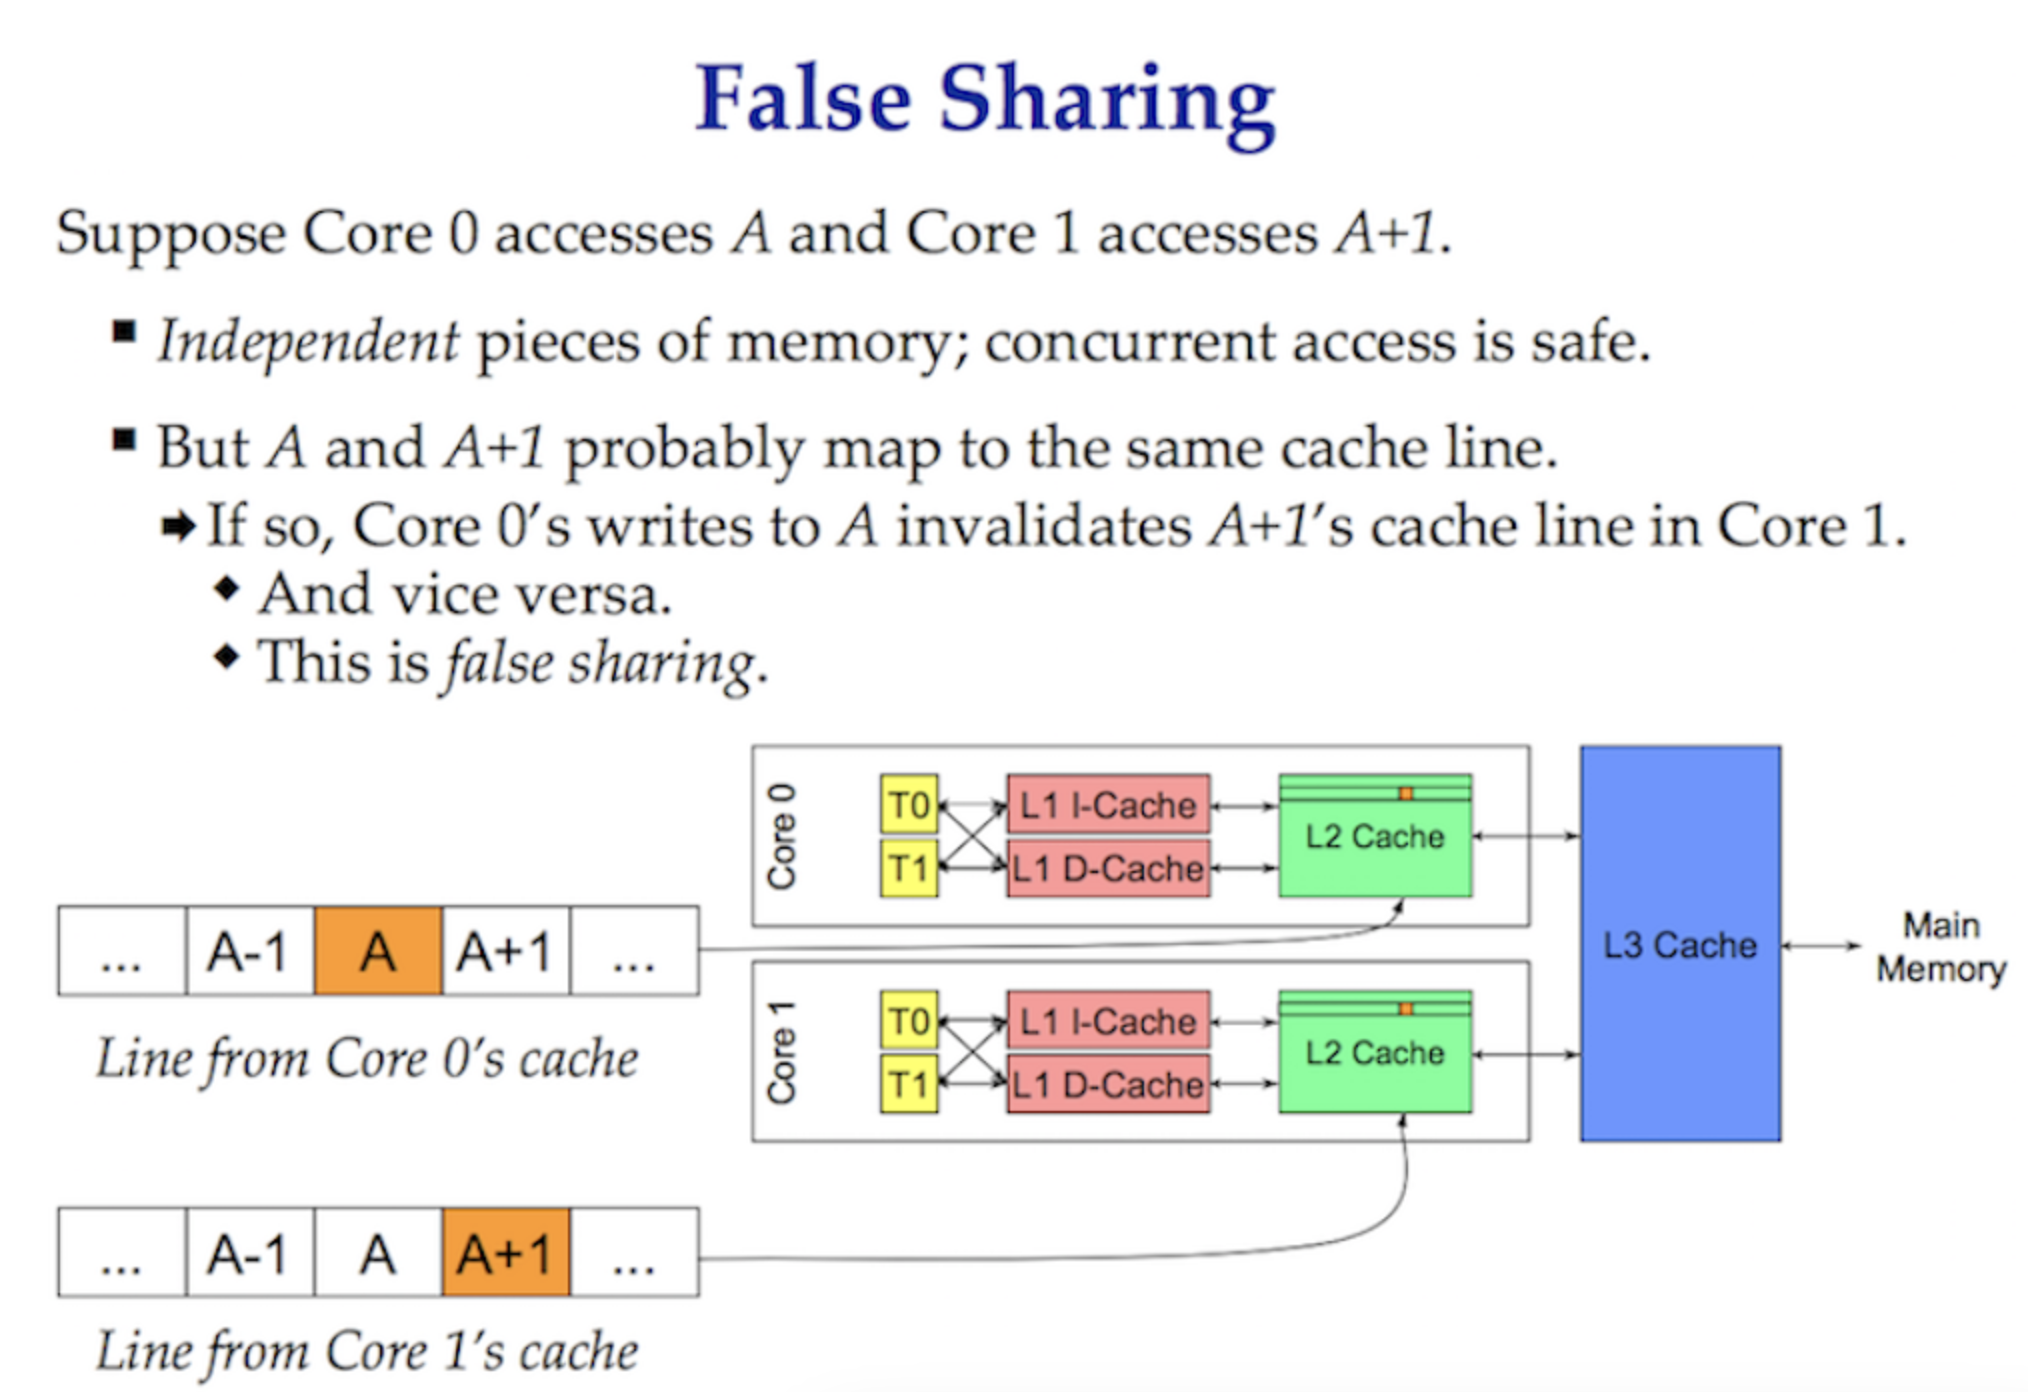 False Sharing
Suppose Core 0 accesses A and Core 1 accesses A+1.
▪ Independent pieces of memory; concurrent access is safe.
▪ But A and A+1 probably map to the same cache line.
➨ If so, Core 0’s writes to A invalidates A+1’s cache line in Core 1.
◆ And vice versa.
◆ This is false sharing.
Core 0
T0
L1 I-Cache
T1
L1 D-Cache
L2 Cache
... A-1 A A+1 ...
Line from Core 0’s cache
Core 1
T0
L1 I-Cache
T1
L1 D-Cache
L2 Cache
L3 Cache
Main
Memory
... A-1 A A+1 ...
Line from Core 1’s cache